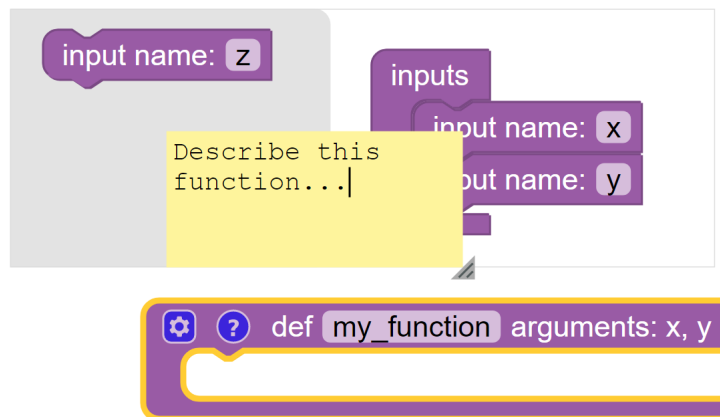 input name: z
inputs
input name: x
Describe this
function...
put name: y
? def my_function arguments: x, y